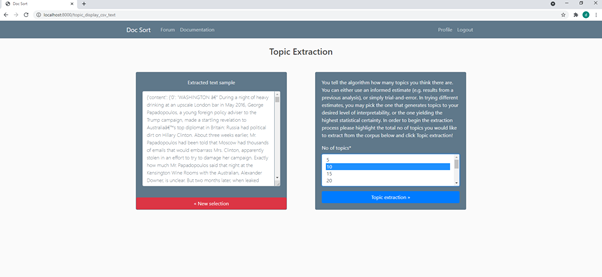 Doc Sort
localhost:8000/topic_display_csv_text
Doc Sort Forum Documentation Profile Logout
Topic Extraction
Extracted text sample
{'content': {'0': 'WASHINGTON â€" During a night of heavy
drinking at an upscale London bar in May 2016, George
Papadopoulos, a young foreign policy adviser to the
Trump campaign, made a startling revelation to
Australiaâ€™s top diplomat in Britain: Russia had political
dirt on Hillary Clinton. About three weeks earlier, Mr.
Papadopoulos had been told that Moscow had thousands
of emails that would embarrass Mrs. Clinton, apparently
stolen in an effort to try to damage her campaign. Exactly
how much Mr. Papadopoulos said that night at the
Kensington Wine Rooms with the Australian, Alexander
Downer, is unclear. But two months later, when leaked
« New selection
You tell the algorithm how many topics you think there are.
You can either use an informed estimate (e.g. results from
a previous analysis), or simply trial-and-error. In trying different
estimates, you may pick the one that generates topics to your
desired level of interpretability, or the one yielding the
highest statistical certainty. In order to begin the extraction
process please highlight the total no of topics you would like
to extract from the corpus below and click Topic extraction!
No of topics*
5
10
15
20
Topic extraction »